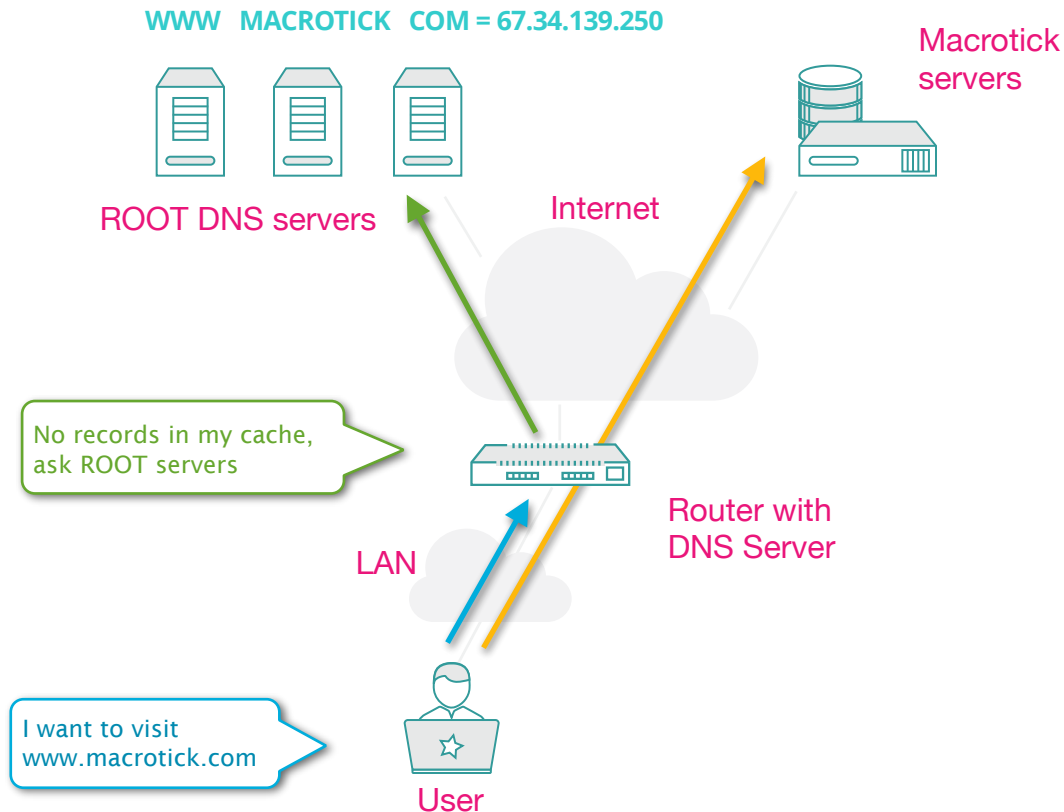 WWW MACROTICK COM = 67.34.139.250
Macrotick
servers
ROOT DNS servers
Internet
No records in my cache,
ask ROOT servers
Router with
DNS Server
LAN
I want to visit
www.macrotick.com
User